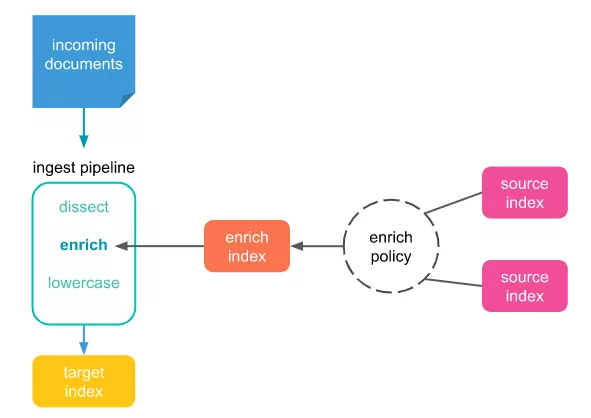 incoming
documents
ingest pipeline
dissect
enrich
lowercase
target
index
enrich
index
enrich
policy
source
index
source
index